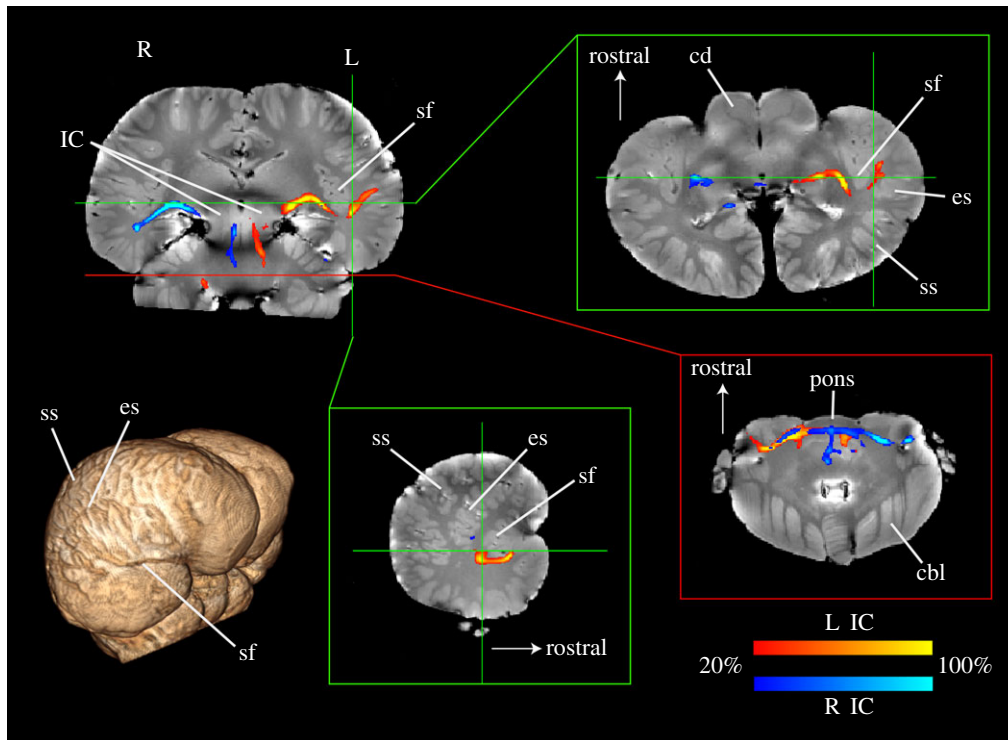 R
L
IC
sf
rostral
cd
sf
es
ss
ss
es
sf
ss
es
sf
rostral
rostral
pons
cbl
L IC
20%
100%
R IC